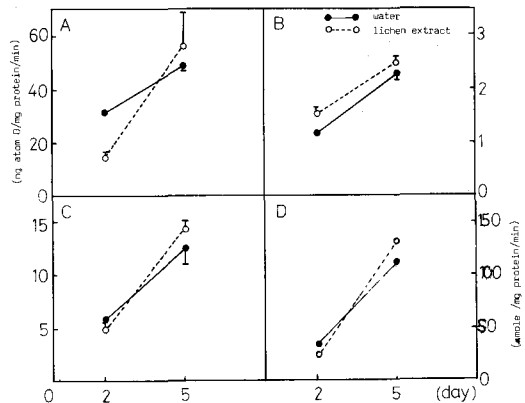 A
B
water
lichen extract
60
40
20
0
3
2
1
0
(ng atom O/mg protein/min)
C
D
15
10
5
0
150
100
50
0
(μmole /mg protein/min)
2
5
2
5
(day)